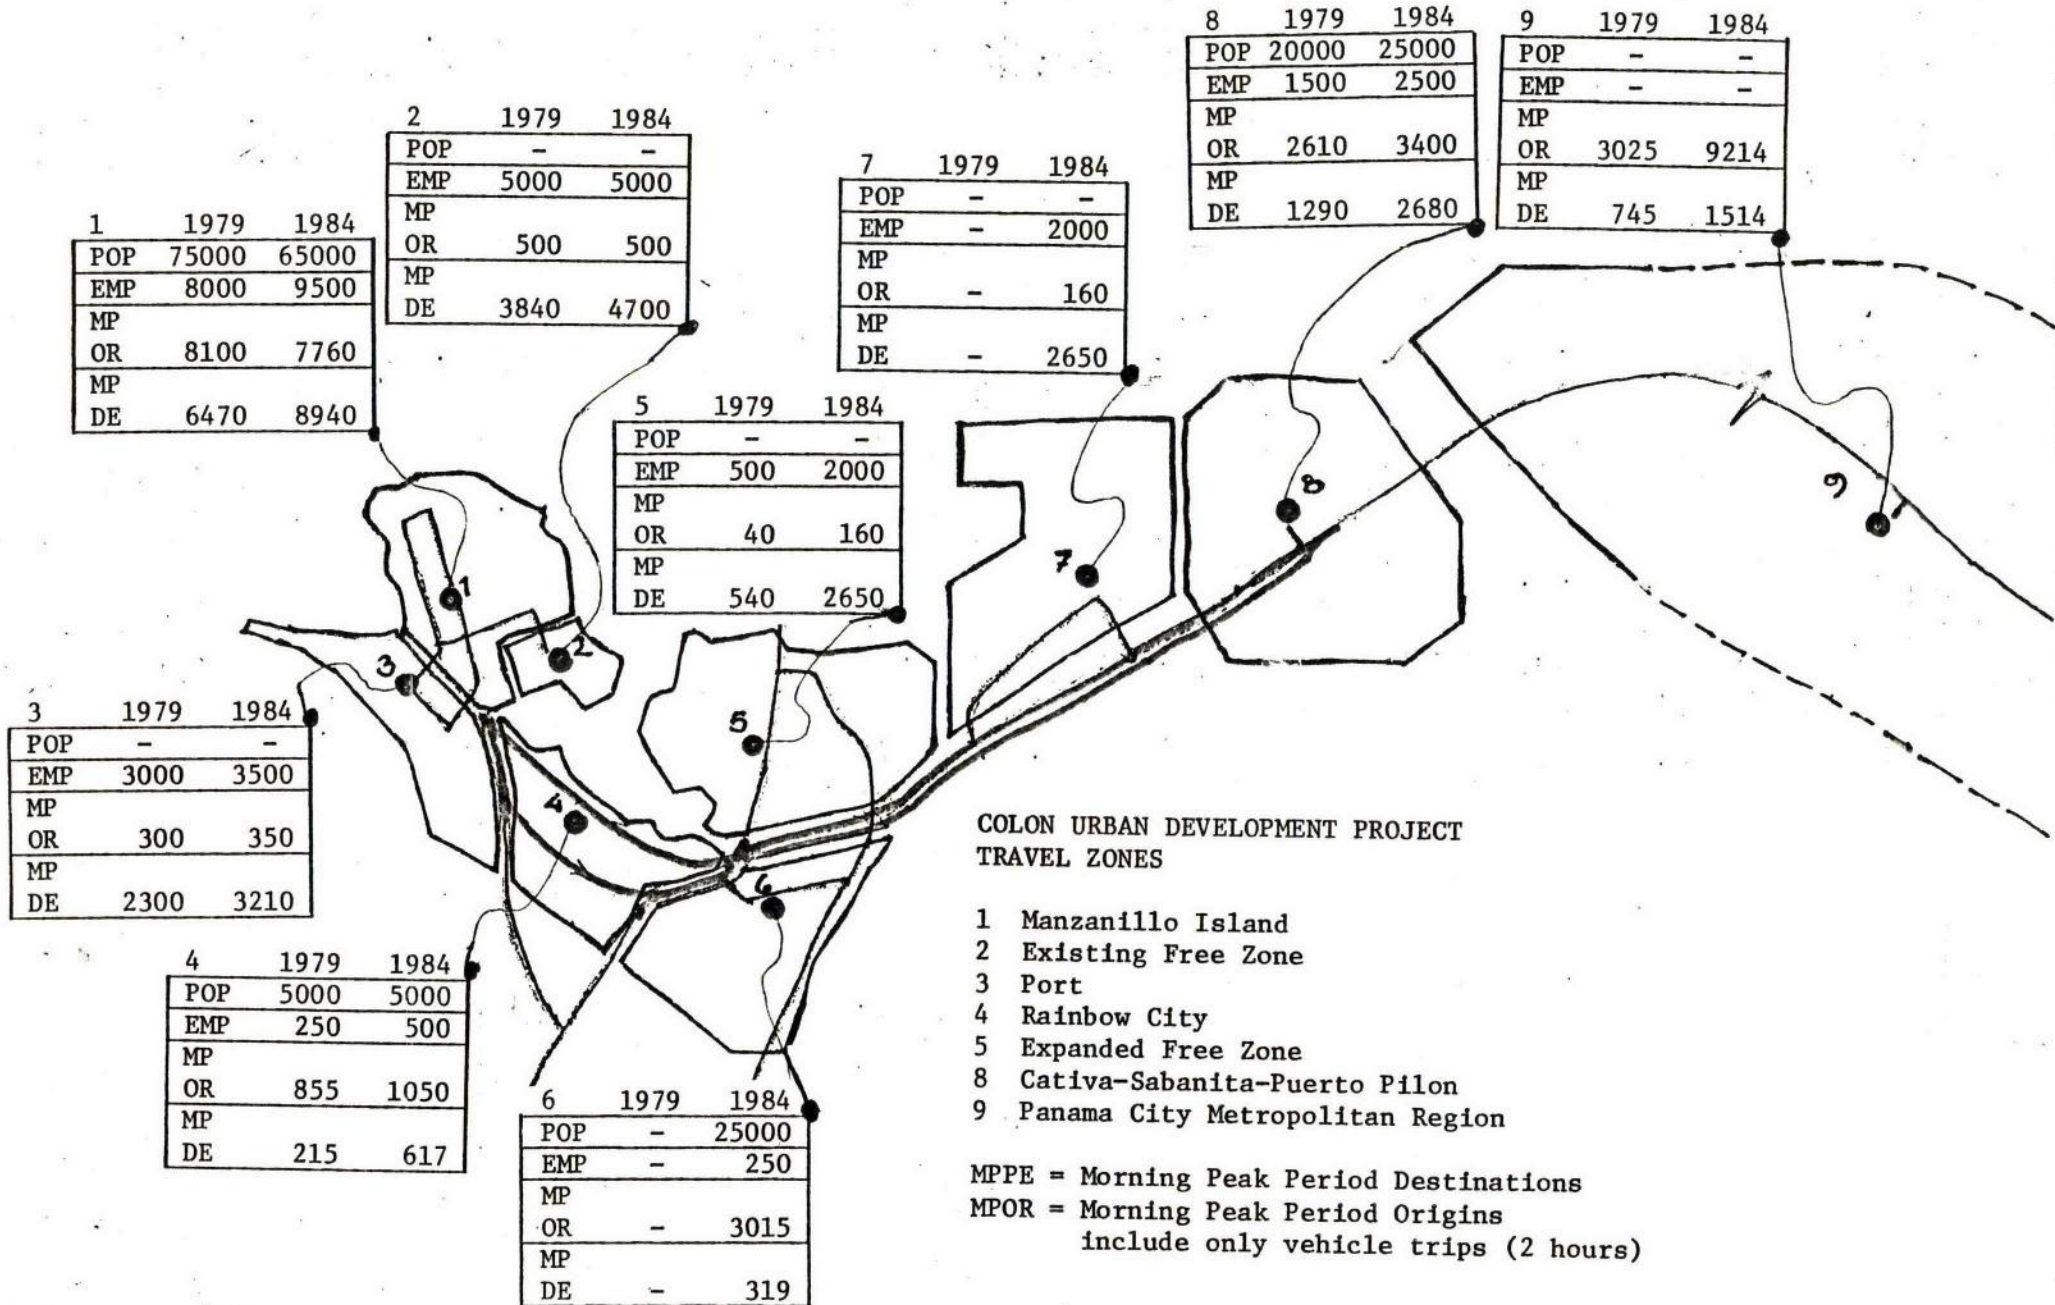 1 1979 1984
POP 75000 65000
EMP 8000 9500
MP
OR 8100 7760
MP
DE 6470 8940
2 1979 1984
POP - -
EMP 5000 5000
MP
OR 500 500
MP
DE 3840 4700
3 1979 1984
POP - -
EMP 3000 3500
MP
OR 300 350
MP
DE 2300 3210
4 1979 1984
POP 5000 5000
EMP 250 500
MP
OR 855 1050
MP
DE 215 617
5 1979 1984
POP - -
EMP 500 2000
MP
OR 40 160
MP
DE 540 2650
6 1979 1984
POP - 25000
EMP - 250
MP
OR - 3015
MP
DE - 319
7 1979 1984
POP - -
EMP - 2000
MP
OR - 160
MP
DE - 2650
8 1979 1984
POP 20000 25000
EMP 1500 2500
MP
OR 2610 3400
MP
DE 1290 2680
9 1979 1984
POP - -
EMP - -
MP
OR 3025 9214
MP
DE 745 1514
1
2
3
4
5
6
7
8
9
COLON URBAN DEVELOPMENT PROJECT
TRAVEL ZONES
1 Manzanillo Island
2 Existing Free Zone
3 Port
4 Rainbow City
5 Expanded Free Zone
8 Cativa-Sabanita-Puerto Pilon
9 Panama City Metropolitan Region
MPPE = Morning Peak Period Destinations
MPOR = Morning Peak Period Origins
include only vehicle trips (2 hours)